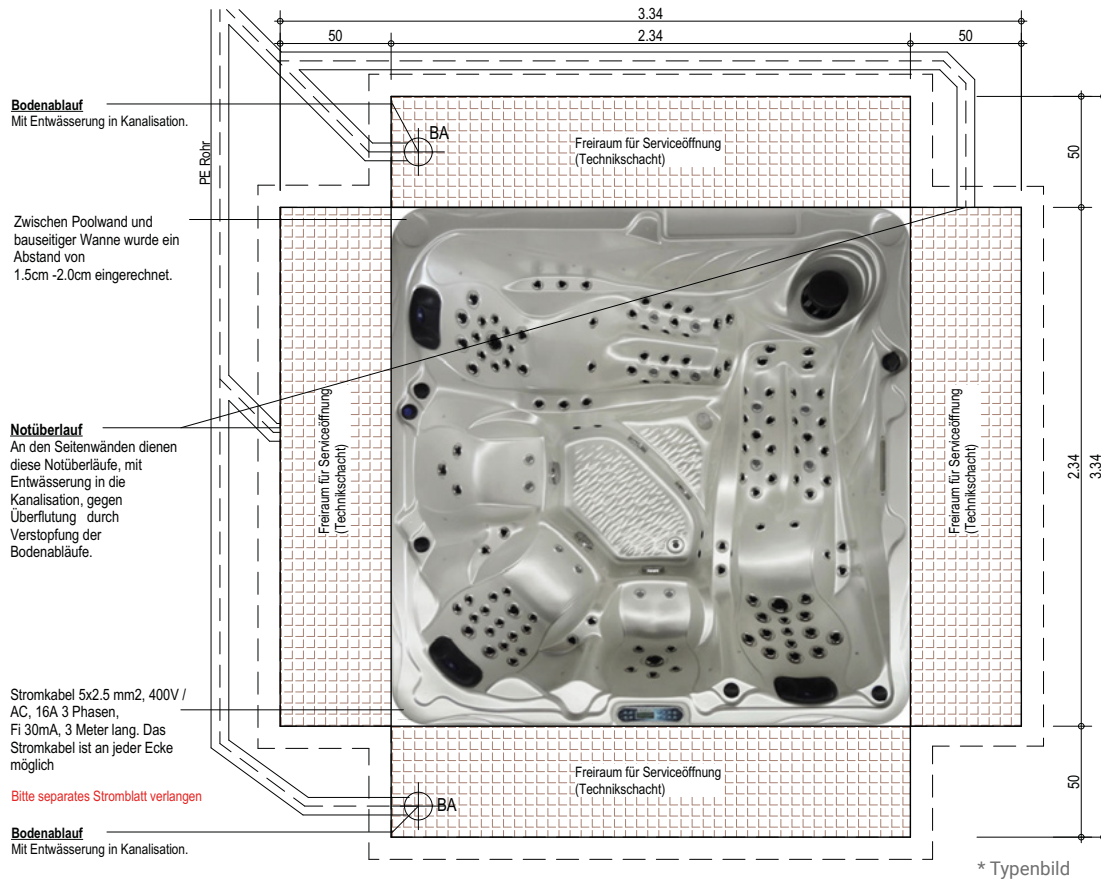 3.34
50
2.34
50
Bodenablauf
Mit Entwässerung in Kanalisation.
BA
Freiraum für Serviceöffnung
(Technikschacht)
50
PE Rohr
Zwischen Poolwand und
bauseitiger Wanne wurde ein
Abstand von
1.5cm -2.0cm eingerechnet.
Notüberlauf
An den Seitenwänden dienen
diese Notüberläufe, mit
Entwässerung in die
Kanalisation, gegen
Überflutung durch
Verstopfung der
Bodenabläufe.
Freiraum für Serviceöffnung
(Technikschacht)
Freiraum für Serviceöffnung
(Technikschacht)
2.34
3.34
Stromkabel 5x2.5 mm2, 400V /
AC, 16A 3 Phasen,
Fi 30mA, 3 Meter lang. Das
Stromkabel ist an jeder Ecke
möglich
Bitte separates Stromblatt verlangen
Freiraum für Serviceöffnung
(Technikschacht)
50
BA
Bodenablauf
Mit Entwässerung in Kanalisation.
* Typenbild